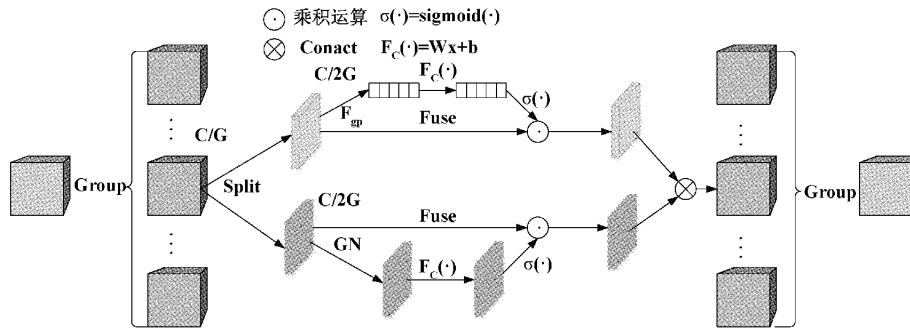 ⊙ 乘积运算 σ(·)=sigmoid(·)
⊗ Conact F_C(·)=Wx+b
C/2G
F_C(·)
σ(·)
F_gp
Fuse
C/G
Group
Split
Group
C/2G
Fuse
GN
F_C(·)
σ(·)